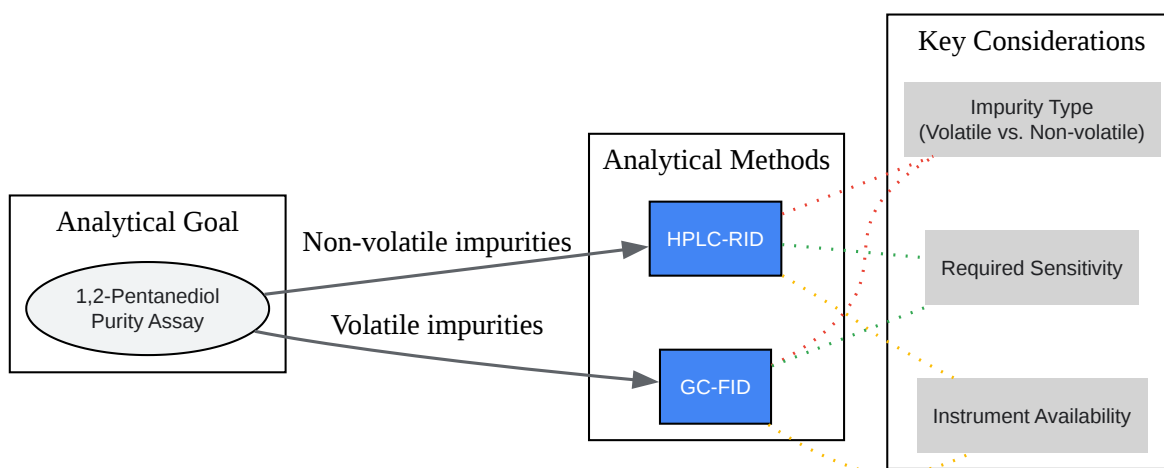 Analytical Goal
1,2-Pentanediol
Purity Assay
Non-volatile impurities
Volatile impurities
Analytical Methods
HPLC-RID
GC-FID
Key Considerations
Impurity Type
(Volatile vs. Non-volatile)
Required Sensitivity
Instrument Availability